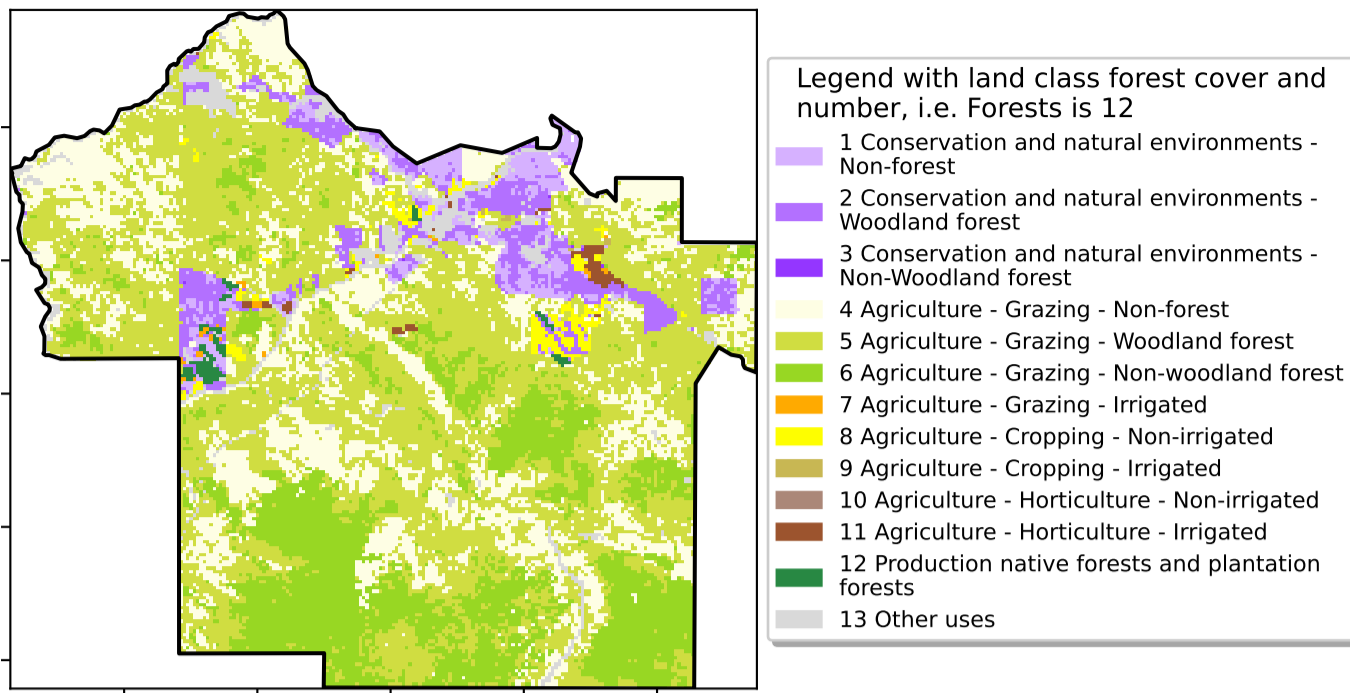 Legend with land class forest cover and
number, i.e. Forests is 12
1 Conservation and natural environments -
Non-forest
2 Conservation and natural environments -
Woodland forest
3 Conservation and natural environments -
Non-Woodland forest
4 Agriculture - Grazing - Non-forest
5 Agriculture - Grazing - Woodland forest
6 Agriculture - Grazing - Non-woodland forest
7 Agriculture - Grazing - Irrigated
8 Agriculture - Cropping - Non-irrigated
9 Agriculture - Cropping - Irrigated
10 Agriculture - Horticulture - Non-irrigated
11 Agriculture - Horticulture - Irrigated
12 Production native forests and plantation
forests
13 Other uses